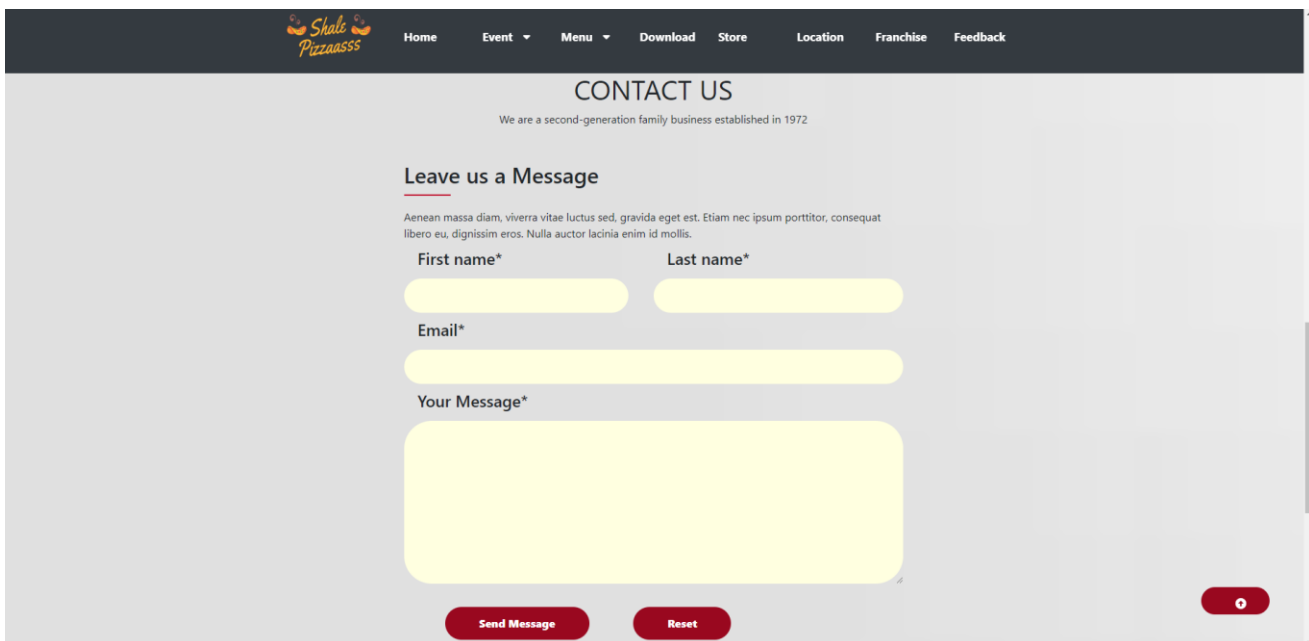 Shale
Pizzaasss
Home Event Menu Download Store Location Franchise Feedback
CONTACT US
We are a second-generation family business established in 1972
Leave us a Message
Aenean massa diam, viverra vitae luctus sed, gravida eget est. Etiam nec ipsum porttitor, consequat
libero eu, dignissim eros. Nulla auctor lacinia enim id mollis.
First name* Last name*
Email*
Your Message*
Send Message Reset